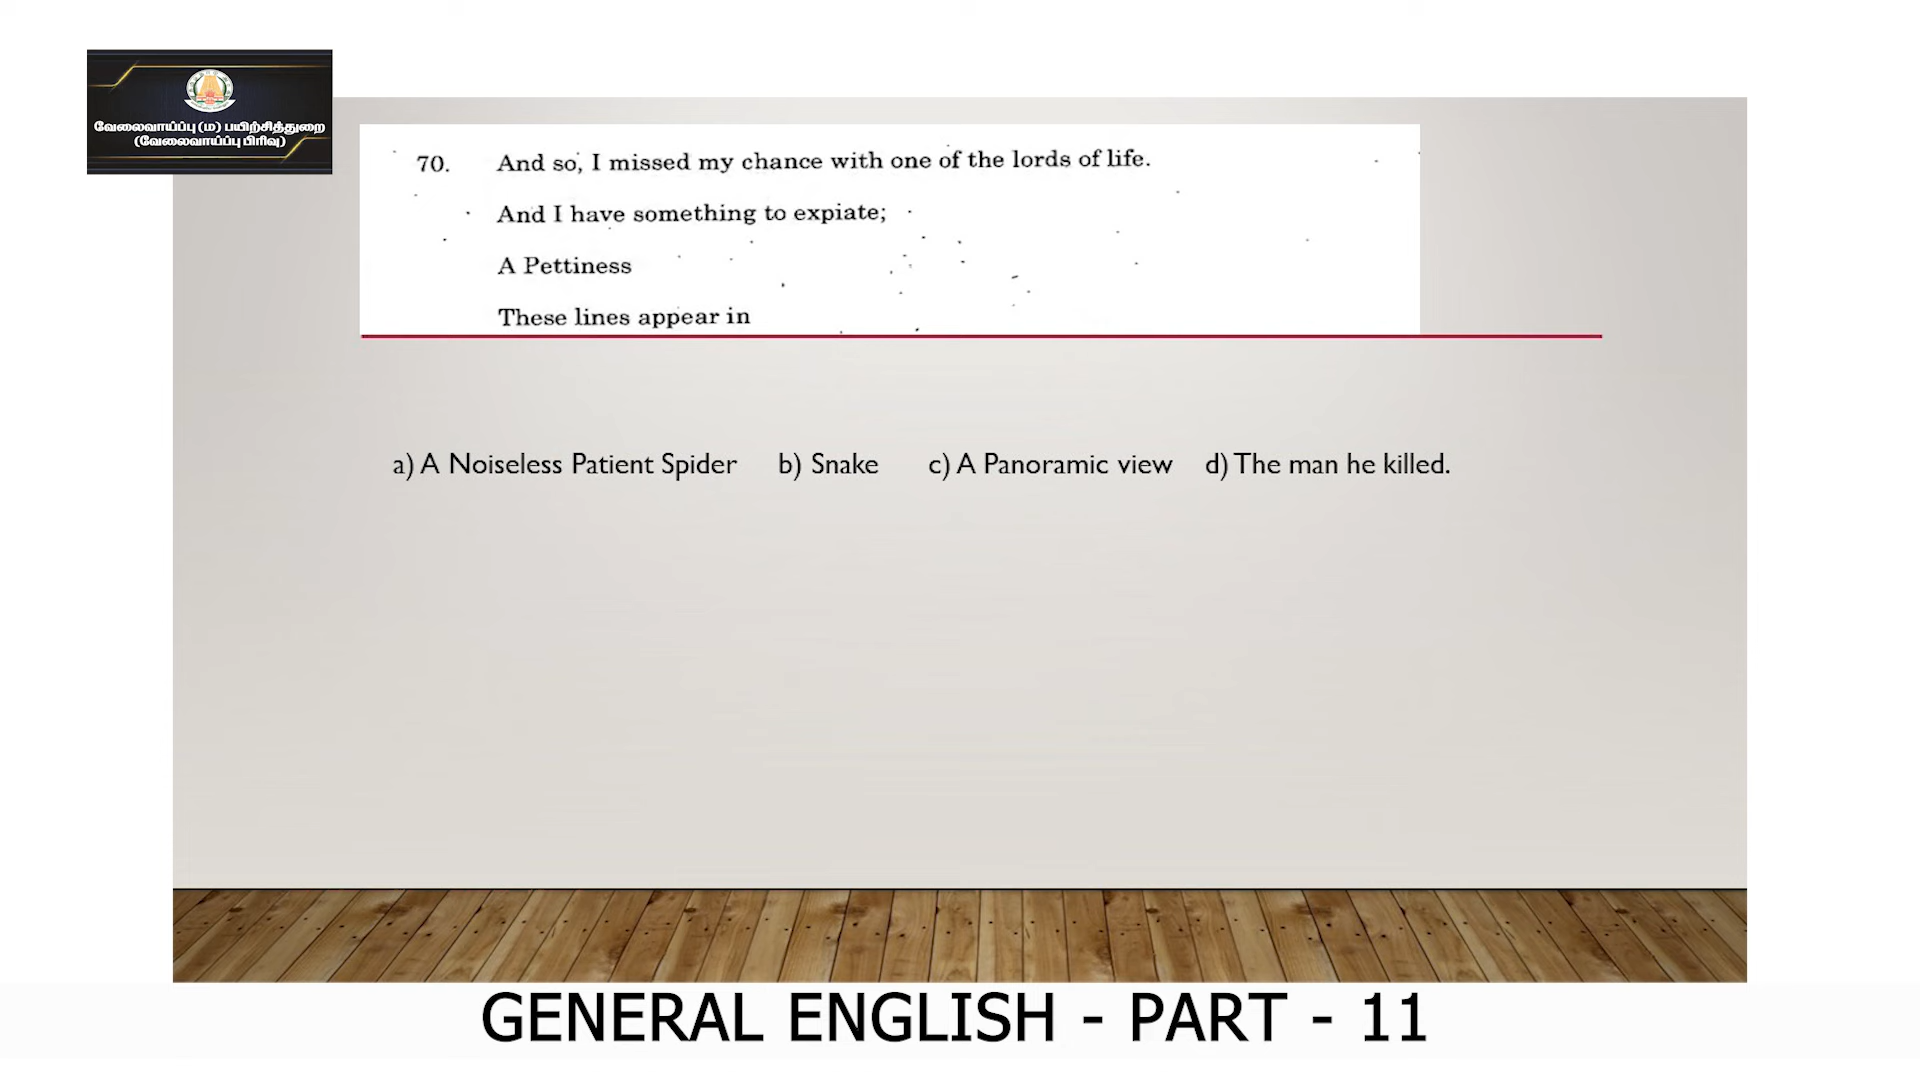 வேலைவாய்ப்பு (ம) பயிற்சித்துறை
(வேலைவாய்ப்பு பிரிவு)
70. And so, I missed my chance with one of the lords of life.
And I have something to expiate;
A Pettiness
These lines appear in
a) A Noiseless Patient Spider b) Snake c) A Panoramic view d) The man he killed.
GENERAL ENGLISH - PART - 11